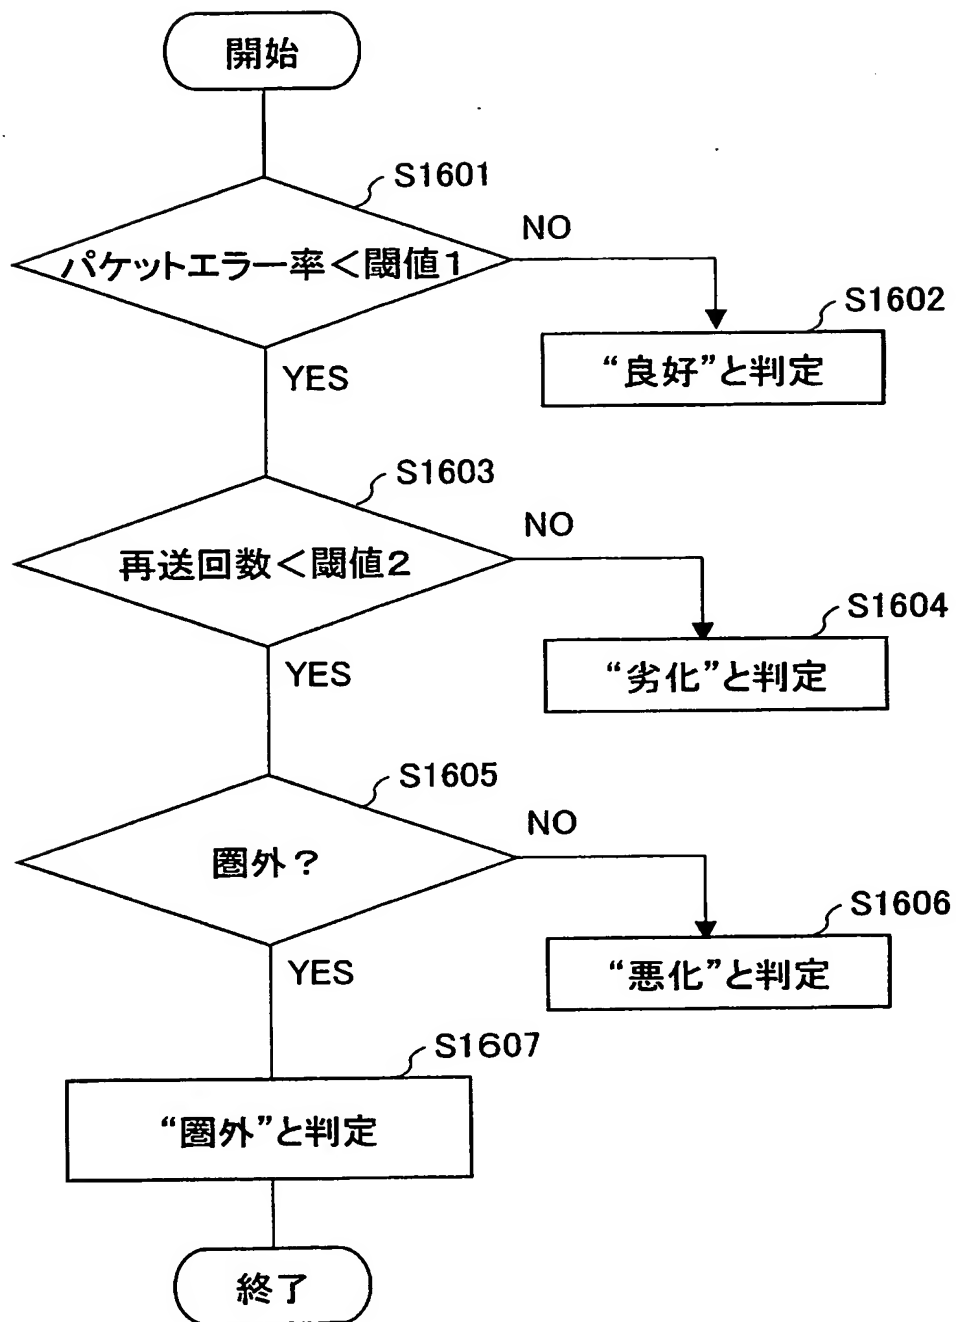 開始
S1601
パケットエラー率<閾値1
NO
S1602
“良好”と判定
YES
S1603
再送回数<閾値2
NO
S1604
“劣化”と判定
YES
S1605
圏外?
NO
S1606
“悪化”と判定
YES
S1607
“圏外”と判定
終了